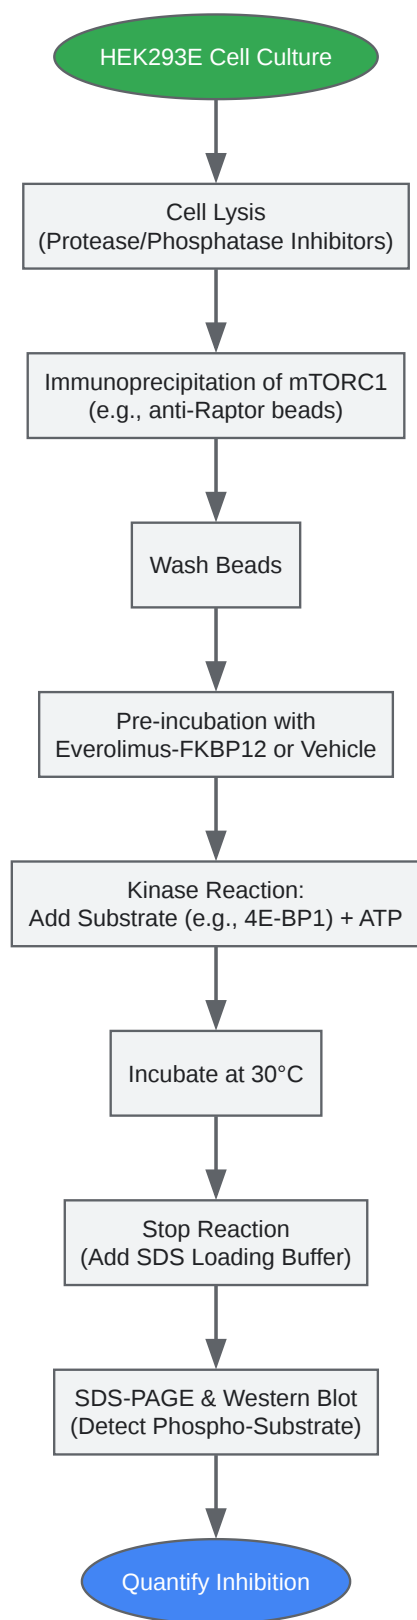 HEK293E Cell Culture
Cell Lysis
(Protease/Phosphatase Inhibitors)
Immunoprecipitation of mTORC1
(e.g., anti-Raptor beads)
Wash Beads
Pre-incubation with
Everolimus-FKBP12 or Vehicle
Kinase Reaction:
Add Substrate (e.g., 4E-BP1) + ATP
Incubate at 30°C
Stop Reaction
(Add SDS Loading Buffer)
SDS-PAGE & Western Blot
(Detect Phospho-Substrate)
Quantify Inhibition